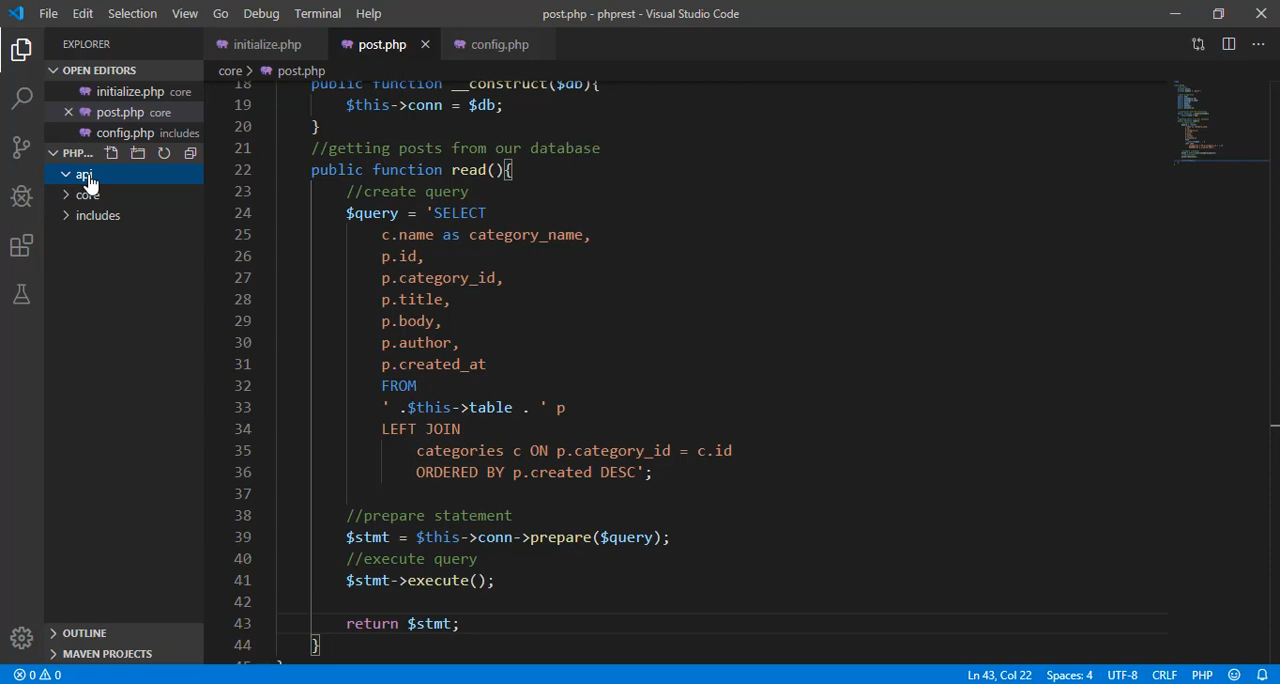 File Edit Selection View Go Debug Terminal Help post.php - phprest - Visual Studio Code
EXPLORER
OPEN EDITORS
initialize.php core
post.php core
config.php includes
PHP...
api
core
includes
OUTLINE
MAVEN PROJECTS
initialize.php post.php config.php
core > post.php
18 public function __construct($db){
19 $this->conn = $db;
20 }
21 //getting posts from our database
22 public function read(){
23 //create query
24 $query = 'SELECT
25 c.name as category_name,
26 p.id,
27 p.category_id,
28 p.title,
29 p.body,
30 p.author,
31 p.created_at
32 FROM
33 ' .$this->table . ' p
34 LEFT JOIN
35 categories c ON p.category_id = c.id
36 ORDERED BY p.created DESC';
37
38 //prepare statement
39 $stmt = $this->conn->prepare($query);
40 //execute query
41 $stmt->execute();
42
43 return $stmt;
44 }
45 }
0 0 Ln 43, Col 22 Spaces: 4 UTF-8 CRLF PHP